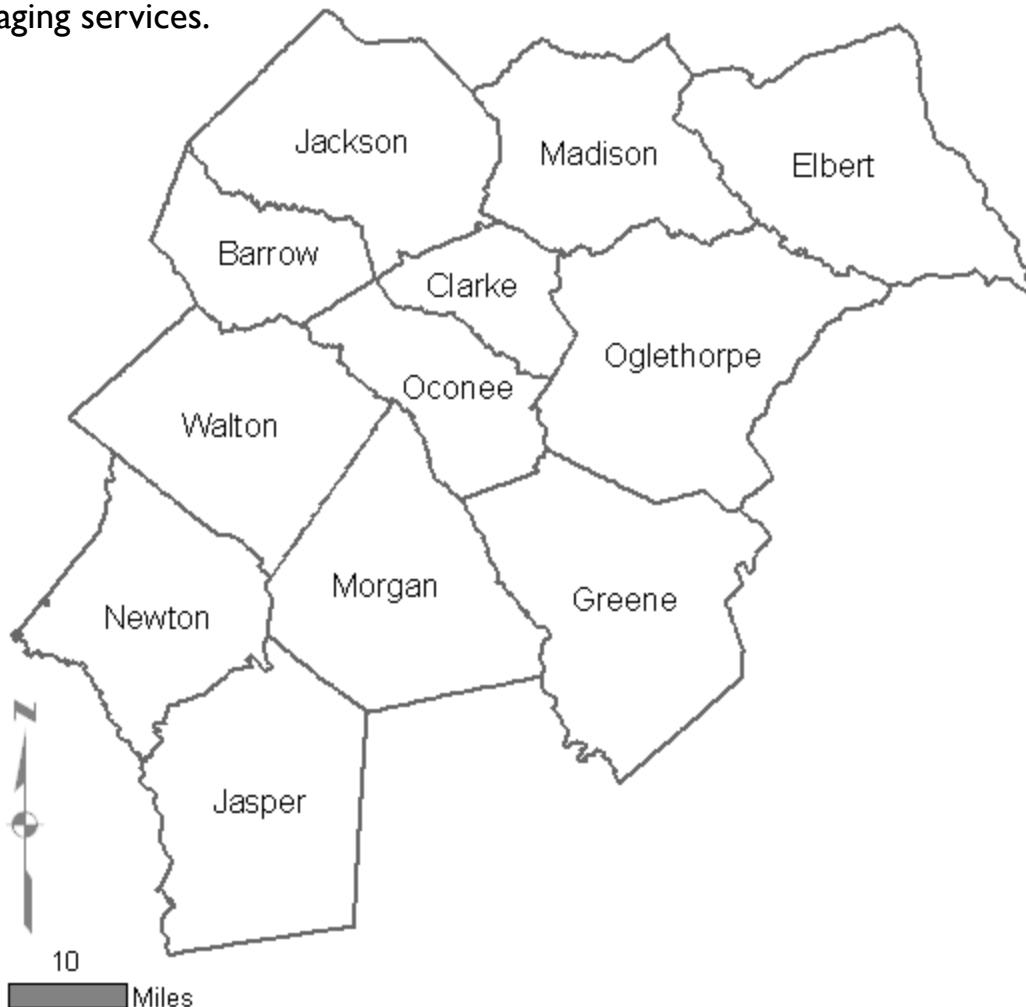 aging services.
Jackson
Madison
Elbert
Barrow
Clarke
Oglethorpe
Oconee
Walton
Morgan
Greene
Newton
Jasper
N
10
Miles